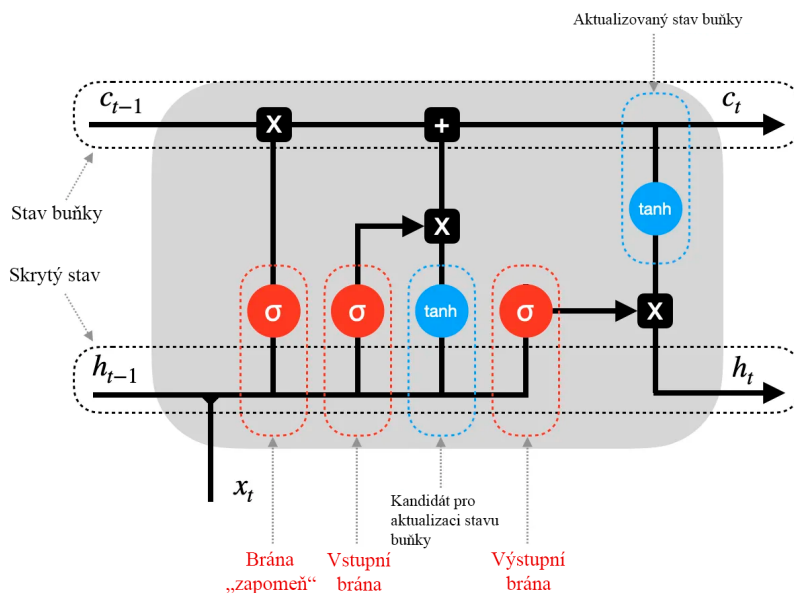 Aktualizovaný stav buňky
c_{t-1}
c_t
X
+
Stav buňky
tanh
X
Skrytý stav
σ
σ
tanh
σ
X
h_{t-1}
h_t
x_t
Kandidát pro
aktualizaci stavu
buňky
Brána
„zapomeň“
Vstupní
brána
Výstupní
brána